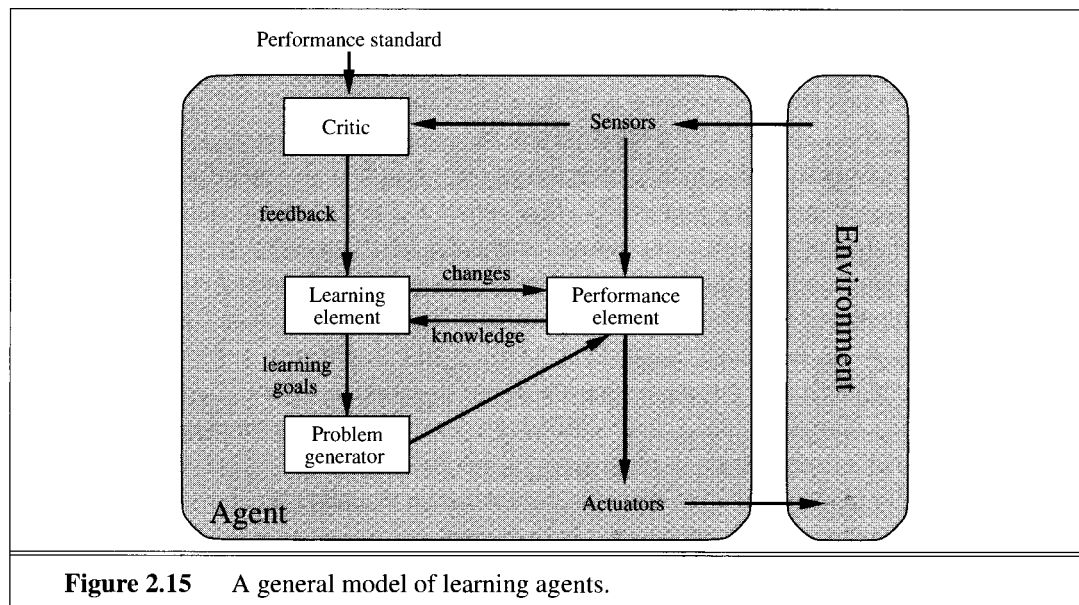 Performance standard
Critic
Sensors
feedback
changes
Learning
element
Performance
element
knowledge
learning
goals
Problem
generator
Agent
Actuators
Environment
Figure 2.15 A general model of learning agents.